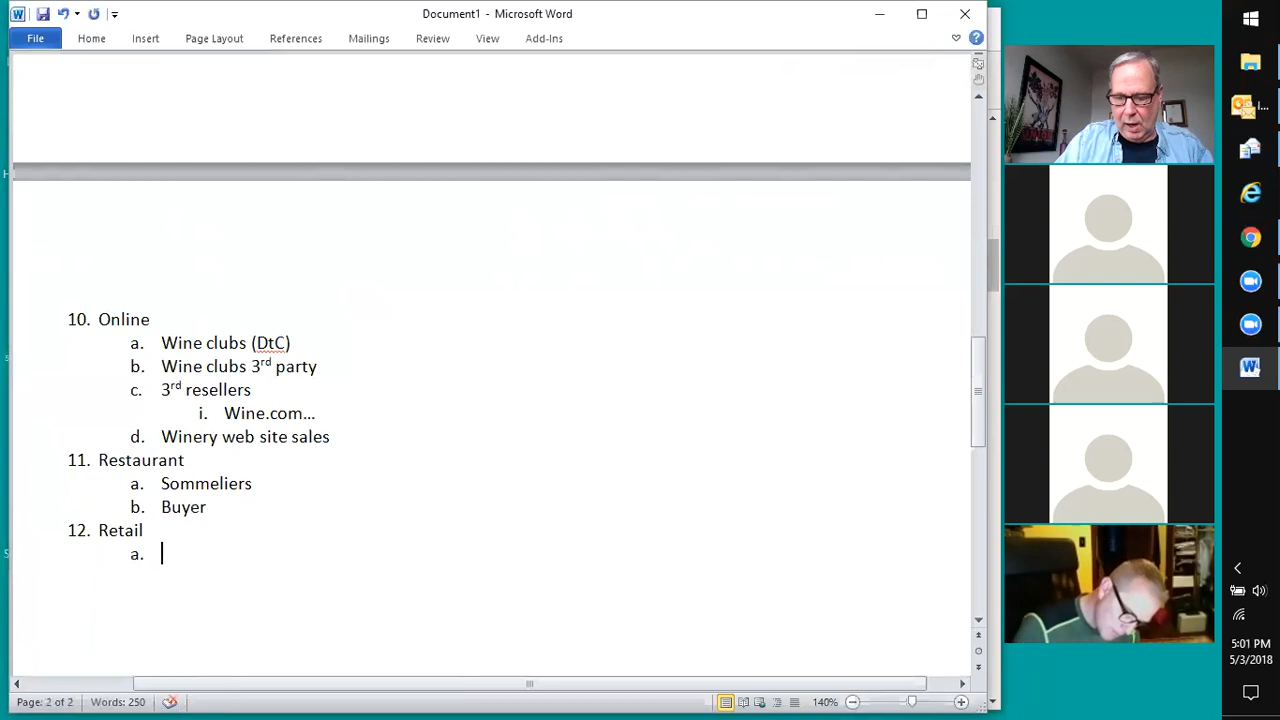 Document1 - Microsoft Word
File Home Insert Page Layout References Mailings Review View Add-Ins
10. Online
a. Wine clubs (DtC)
b. Wine clubs 3rd party
c. 3rd resellers
i. Wine.com...
d. Winery web site sales
11. Restaurant
a. Sommeliers
b. Buyer
12. Retail
a.
Page: 2 of 2 Words: 250 140%
5:01 PM
5/3/2018